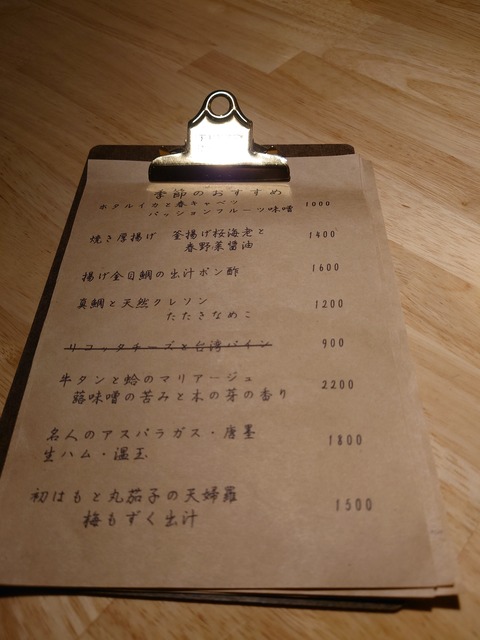 季節のおすすめ
ホタルイカと春キャベツ
パッションフルーツ味噌 1000
焼き厚揚げ 釜揚げ桜海老と 1400
春野菜醤油
揚げ金目鯛の出汁ポン酢 1600
真鯛と天然クレソン 1200
たたきなめこ
リコッタチーズと台湾パイン 900
牛タンと蛤のマリアージュ 2200
蕗味噌の苦みと木の芽の香り
名人のアスパラガス・唐墨 1800
生ハム・温玉
初はもと丸茄子の天婦羅 1500
梅もずく出汁